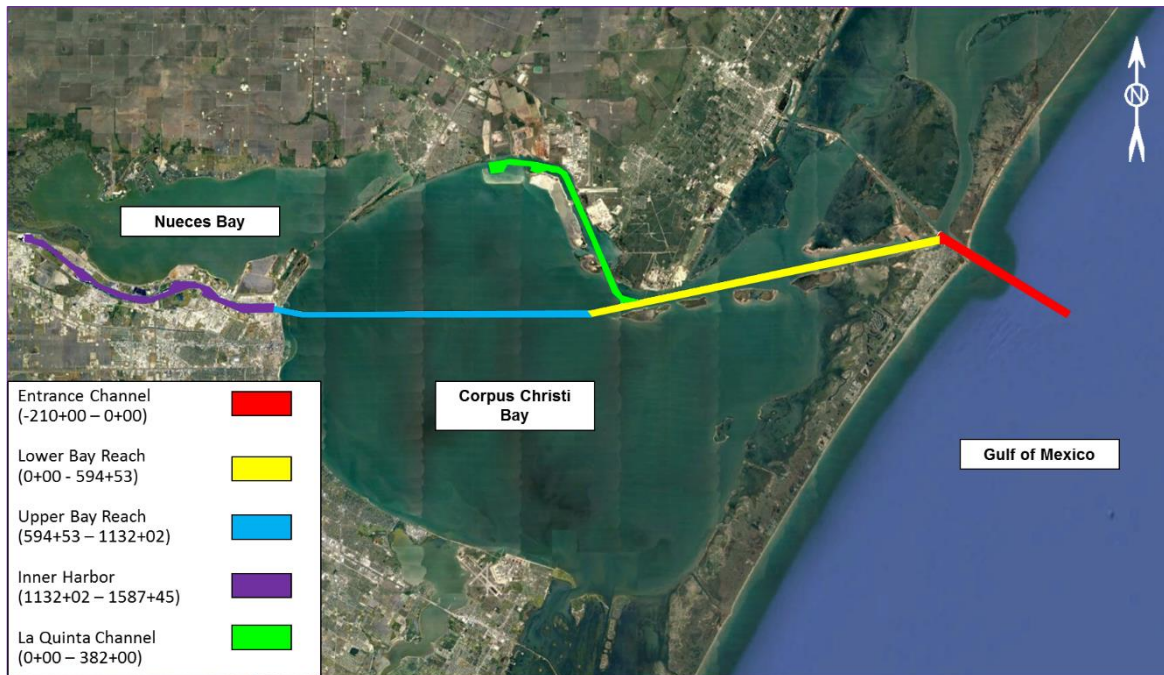 N
Nueces Bay
Corpus Christi
Bay
Gulf of Mexico
Entrance Channel
(-210+00 – 0+00)
Lower Bay Reach
(0+00 - 594+53)
Upper Bay Reach
(594+53 – 1132+02)
Inner Harbor
(1132+02 – 1587+45)
La Quinta Channel
(0+00 – 382+00)